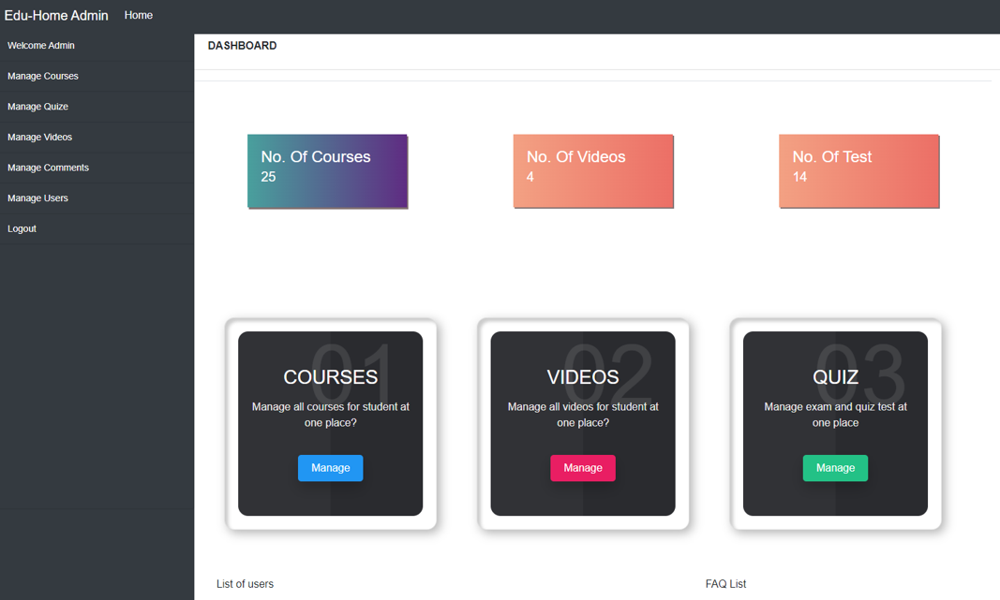 Edu-Home Admin Home
Welcome Admin
Manage Courses
Manage Quize
Manage Videos
Manage Comments
Manage Users
Logout
DASHBOARD
No. Of Courses
25
No. Of Videos
4
No. Of Test
14
01
COURSES
Manage all courses for student at
one place?
Manage
02
VIDEOS
Manage all videos for student at
one place?
Manage
03
QUIZ
Manage exam and quiz test at
one place
Manage
List of users
FAQ List